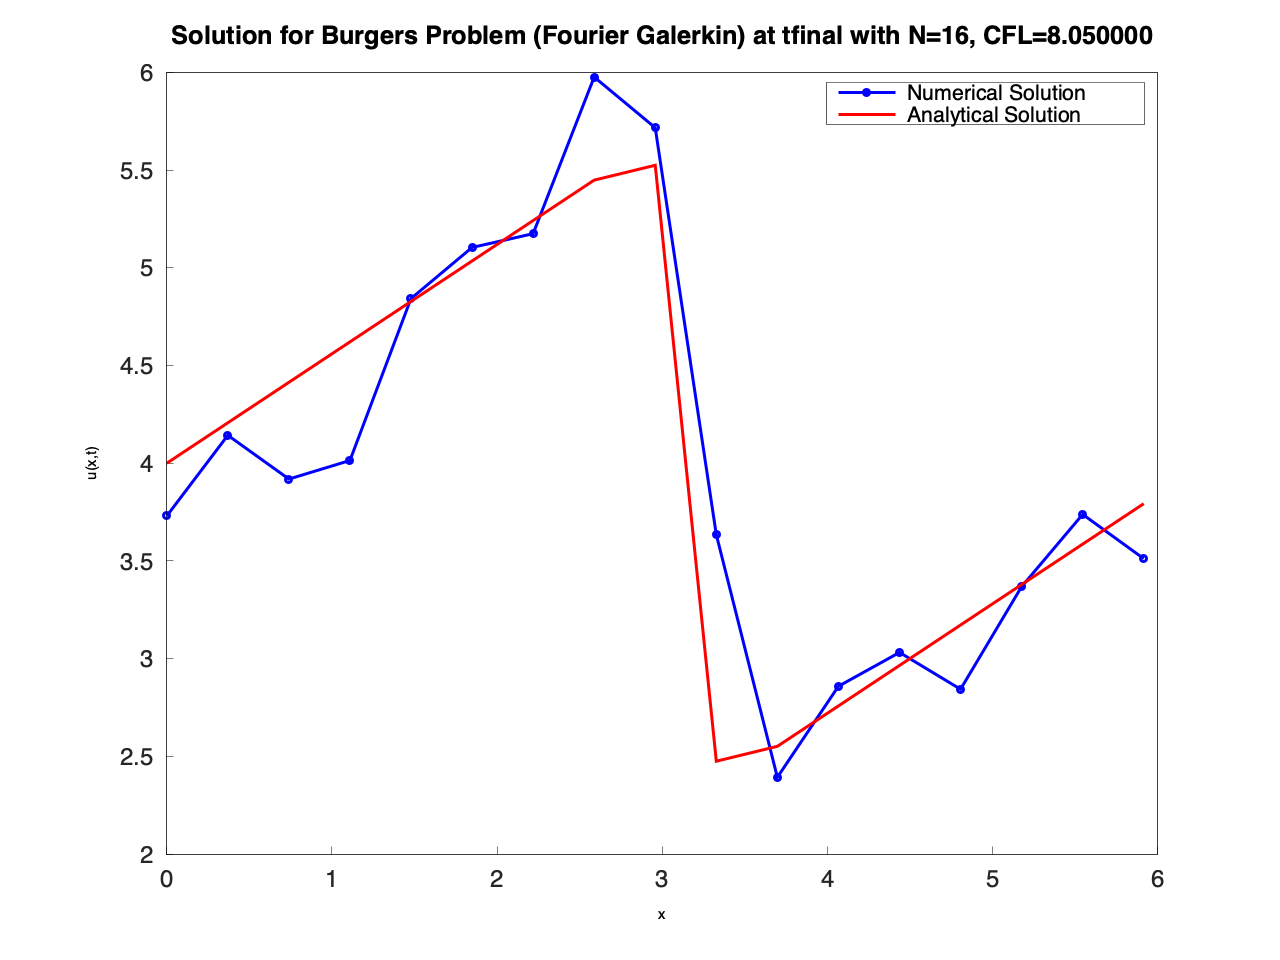 Solution for Burgers Problem (Fourier Galerkin) at tfinal with N=16, CFL=8.050000
Numerical Solution
Analytical Solution
6
5.5
5
4.5
4
3.5
3
2.5
2
u(x,t)
0 1 2 3 4 5 6
x